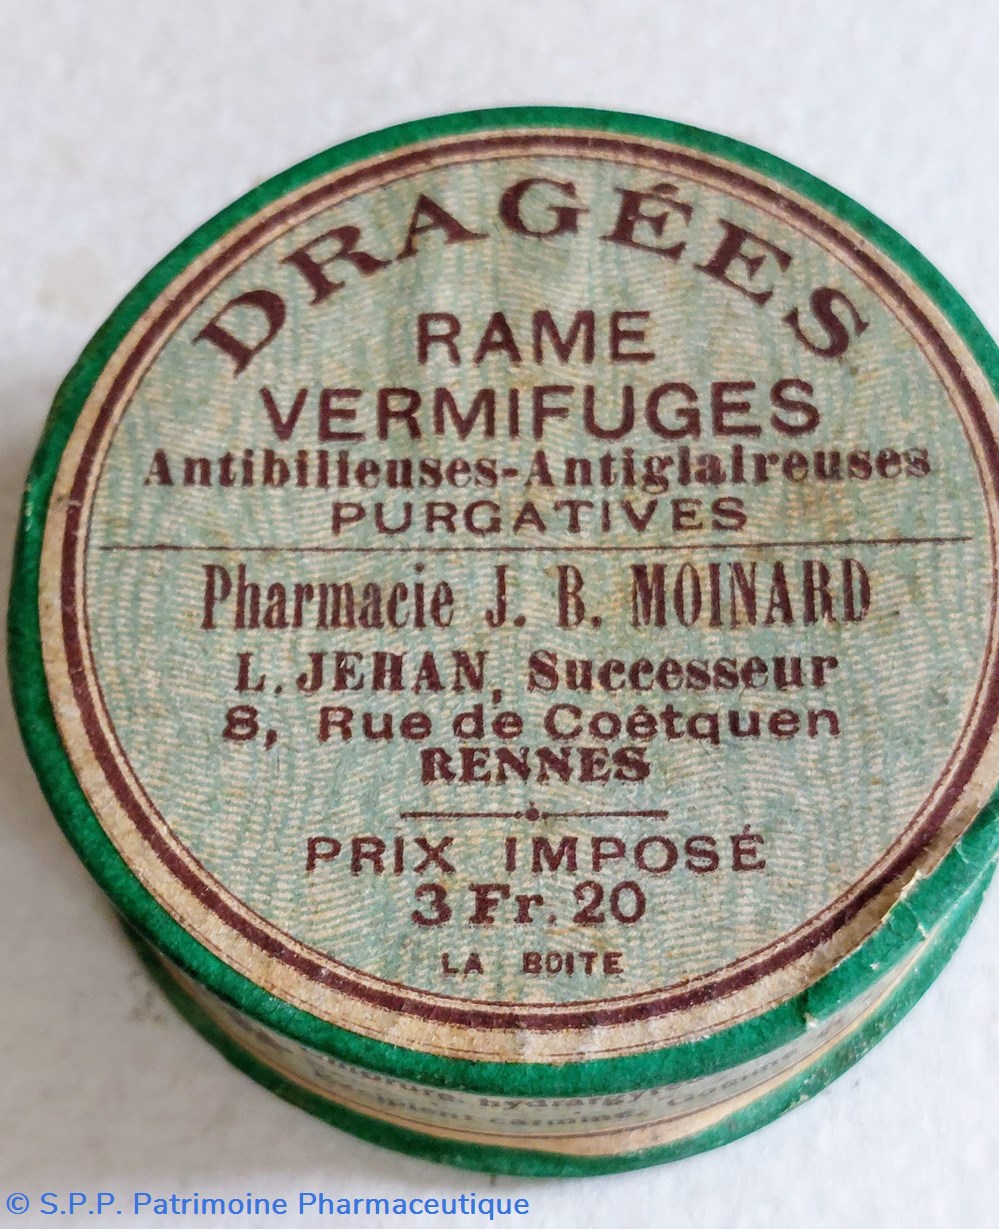 DRAGÉES
RAME
VERMIFUGES
Antibilieuses-Antiglaireuses
PURGATIVES
Pharmacie J. B. MOINARD
L. JEHAN, Successeur
8, Rue de Coëtquen
RENNES
PRIX IMPOSÉ
3 Fr. 20
LA BOITE
© S.P.P. Patrimoine Pharmaceutique